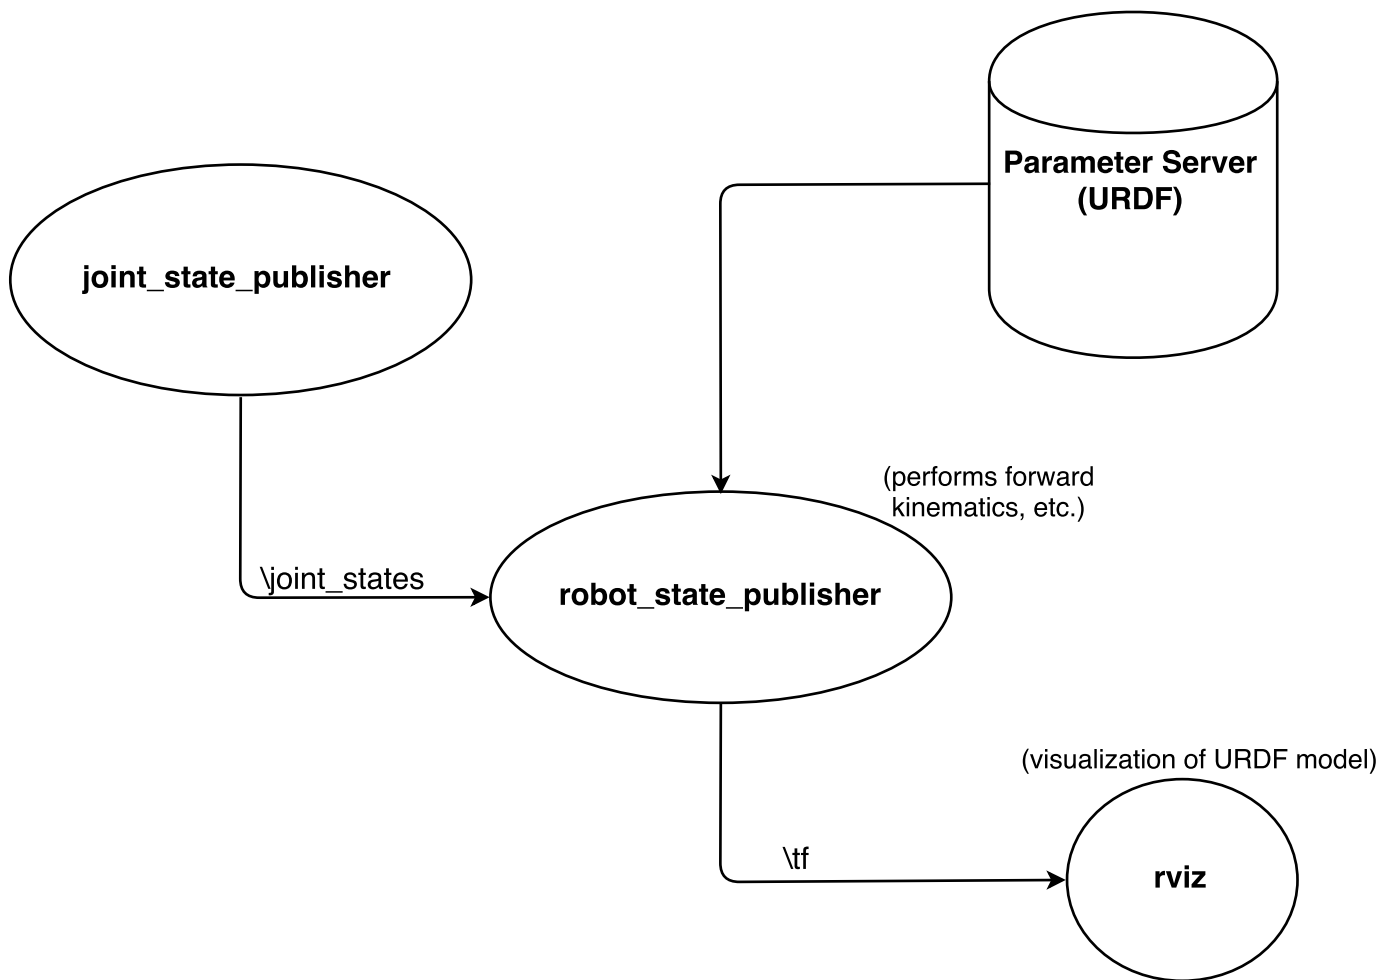 Parameter Server
(URDF)
joint_state_publisher
(performs forward
kinematics, etc.)
\joint_states
robot_state_publisher
(visualization of URDF model)
\tf
rviz